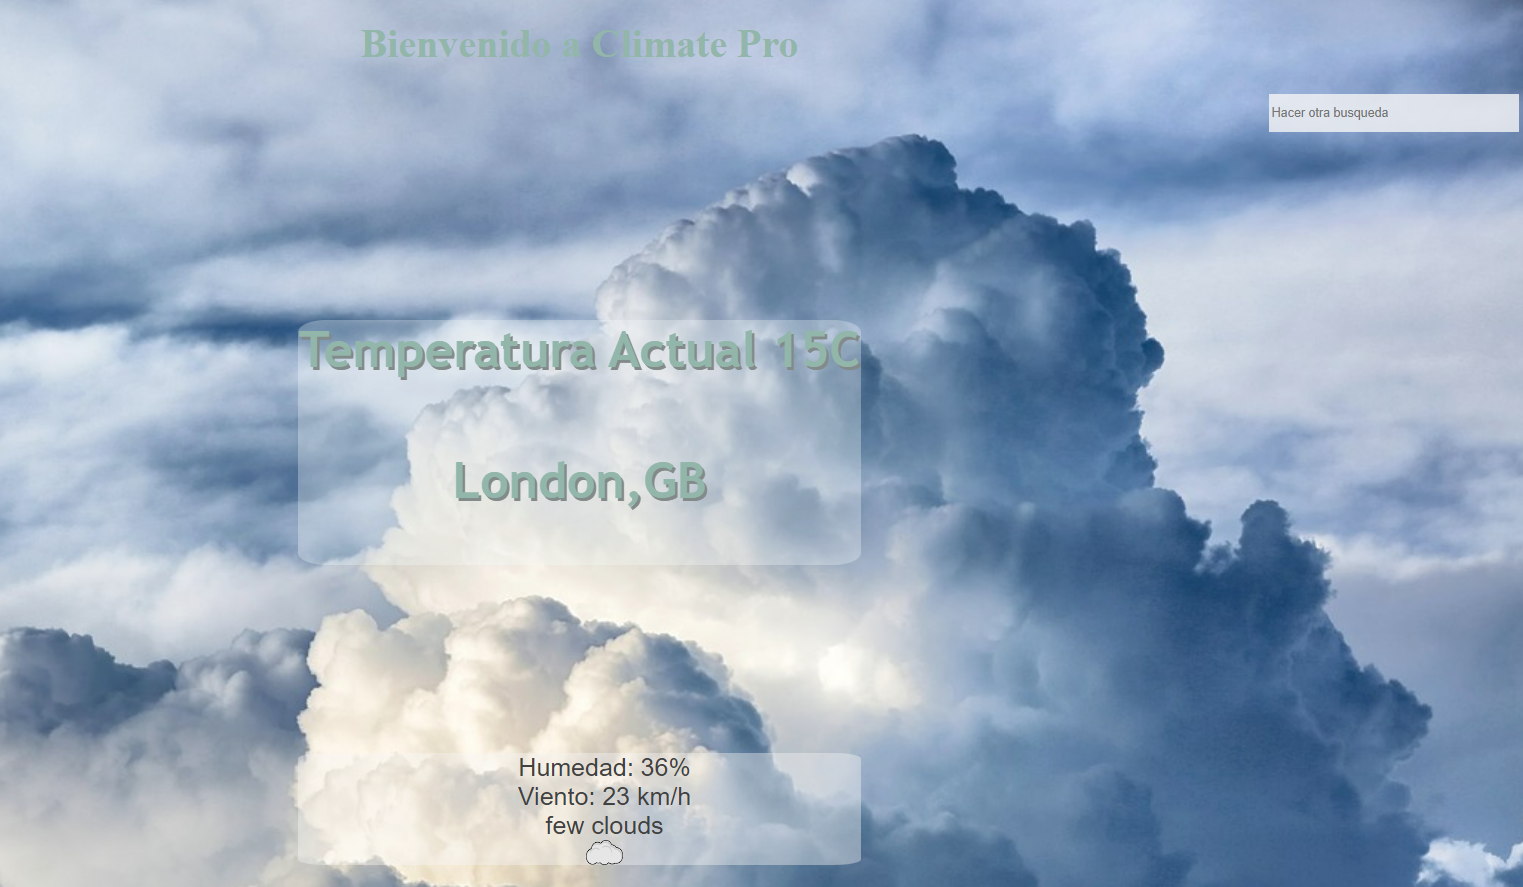 Bienvenido a Climate Pro
Hacer otra busqueda
Temperatura Actual 15C
London,GB
Humedad: 36%
Viento: 23 km/h
few clouds